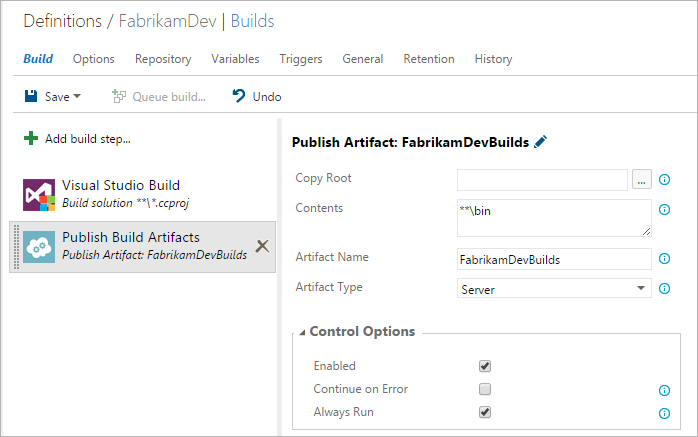 Definitions / FabrikamDev | Builds
Build Options Repository Variables Triggers General Retention History
Save Queue build... Undo
Add build step...
Visual Studio Build
Build solution **\*.ccproj
Publish Build Artifacts
Publish Artifact: FabrikamDevBuilds
Publish Artifact: FabrikamDevBuilds
Copy Root ...
Contents **\bin
Artifact Name FabrikamDevBuilds
Artifact Type Server
Control Options
Enabled
Continue on Error
Always Run